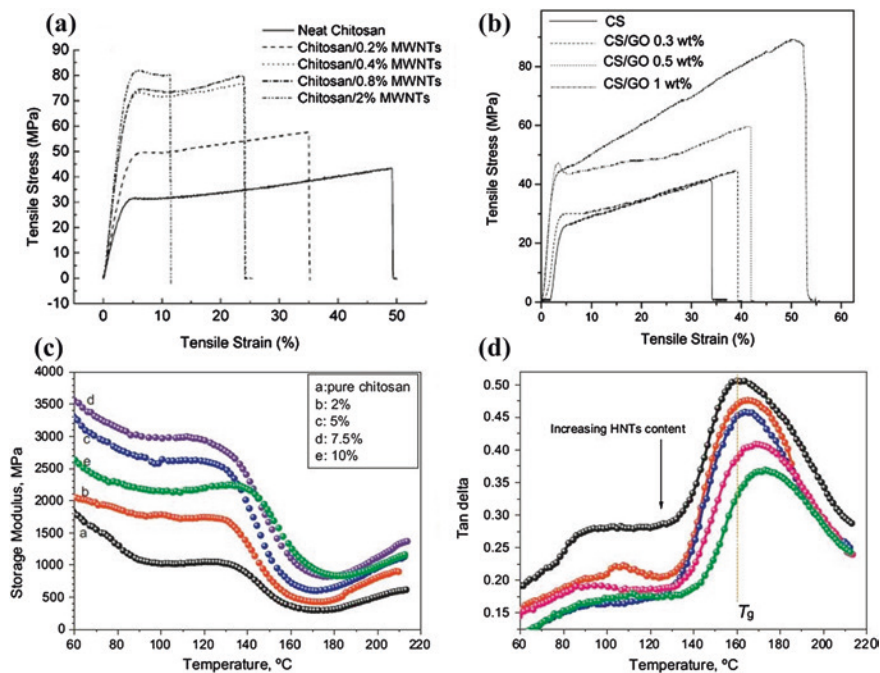 (a)
Neat Chitosan
Chitosan/0.2% MWNTs
Chitosan/0.4% MWNTs
Chitosan/0.8% MWNTs
Chitosan/2% MWNTs
90
80
70
60
50
40
30
20
10
0
-10
Tensile Stress (MPa)
0 10 20 30 40 50
Tensile Strain (%)
(b)
CS
CS/GO 0.3 wt%
CS/GO 0.5 wt%
CS/GO 1 wt%
100
80
60
40
20
0
Tensile Stress (MPa)
0 10 20 30 40 50 60
Tensile Strain (%)
(c)
a:pure chitosan
b: 2%
c: 5%
d: 7.5%
e: 10%
4000
3500
3000
2500
2000
1500
1000
500
0
Storage Modulus, MPa
d
c
e
b
a
60 80 100 120 140 160 180 200 220
Temperature, ºC
(d)
Increasing HNTs content
0.50
0.45
0.40
0.35
0.30
0.25
0.20
0.15
Tan delta
Tg
60 80 100 120 140 160 180 200 220
Temperature, ºC